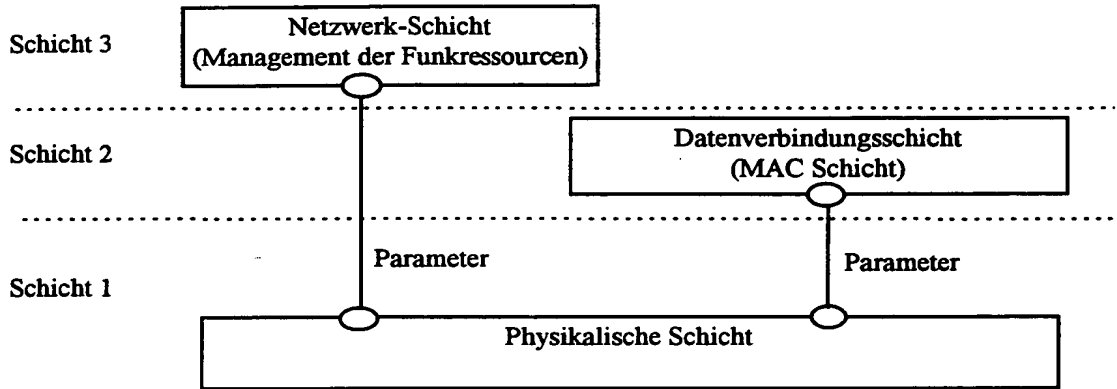 Schicht 3
Netzwerk-Schicht
(Management der Funkressourcen)
Schicht 2
Datenverbindungsschicht
(MAC Schicht)
Parameter
Parameter
Schicht 1
Physikalische Schicht